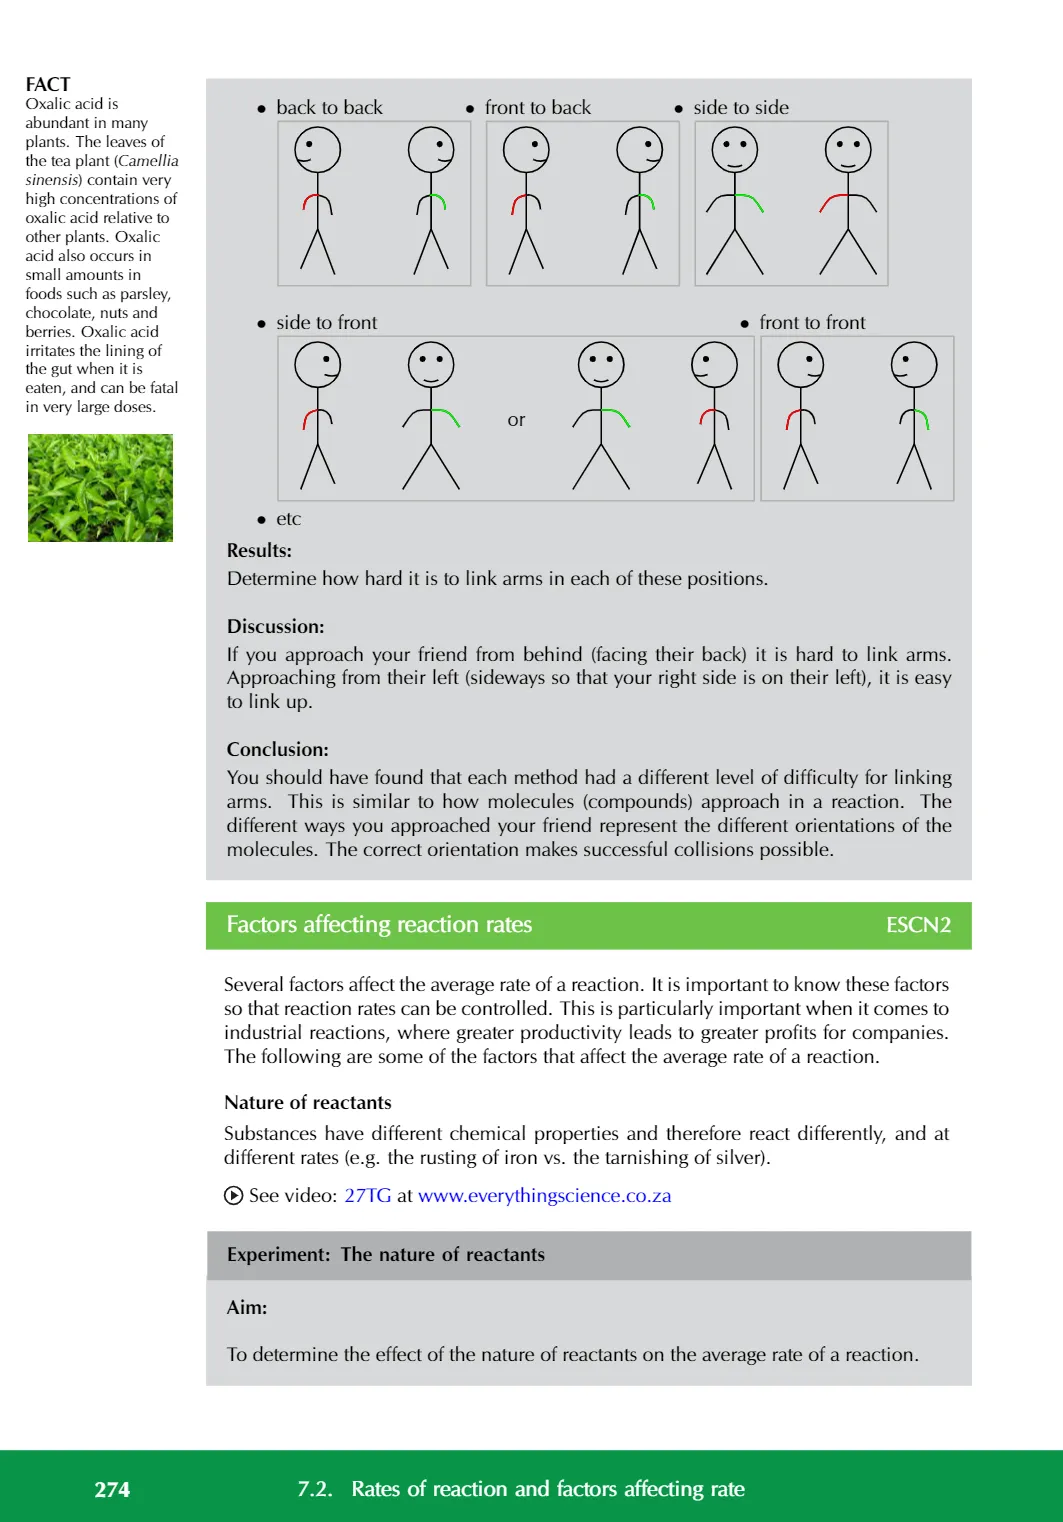 FACT
Oxalic acid is
abundant in many
plants. The leaves of
the tea plant (Camellia
sinensis) contain very
high concentrations of
oxalic acid relative to
other plants. Oxalic
acid also occurs in
small amounts in
foods such as parsley,
chocolate, nuts and
berries. Oxalic acid
irritates the lining of
the gut when it is
eaten, and can be fatal
in very large doses.
• back to back • front to back • side to side
• side to front • front to front
or
• etc
Results:
Determine how hard it is to link arms in each of these positions.
Discussion:
If you approach your friend from behind (facing their back) it is hard to link arms.
Approaching from their left (sideways so that your right side is on their left), it is easy
to link up.
Conclusion:
You should have found that each method had a different level of difficulty for linking
arms. This is similar to how molecules (compounds) approach in a reaction. The
different ways you approached your friend represent the different orientations of the
molecules. The correct orientation makes successful collisions possible.
Factors affecting reaction rates ESCN2
Several factors affect the average rate of a reaction. It is important to know these factors
so that reaction rates can be controlled. This is particularly important when it comes to
industrial reactions, where greater productivity leads to greater profits for companies.
The following are some of the factors that affect the average rate of a reaction.
Nature of reactants
Substances have different chemical properties and therefore react differently, and at
different rates (e.g. the rusting of iron vs. the tarnishing of silver).
See video: 27TG at www.everythingscience.co.za
Experiment: The nature of reactants
Aim:
To determine the effect of the nature of reactants on the average rate of a reaction.
274 7.2. Rates of reaction and factors affecting rate